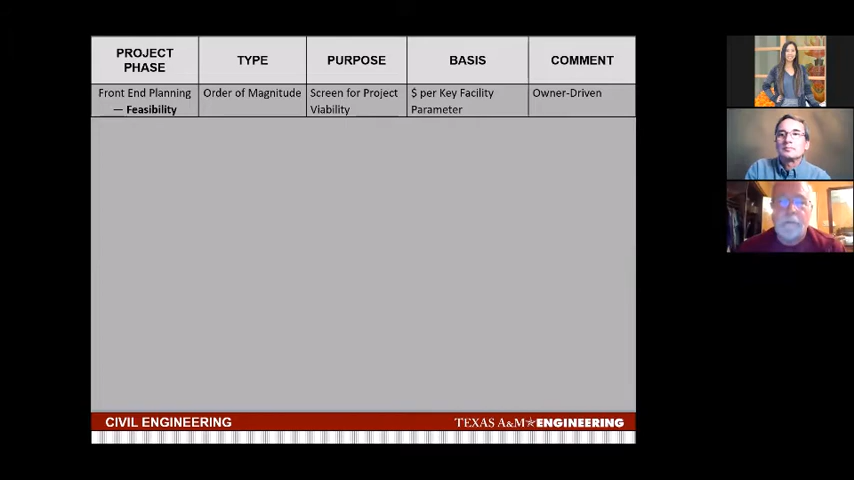 PROJECT PHASE TYPE PURPOSE BASIS COMMENT
Front End Planning Order of Magnitude Screen for Project $ per Key Facility Owner-Driven
— Feasibility Viability Parameter
CIVIL ENGINEERING TEXAS A&M ENGINEERING